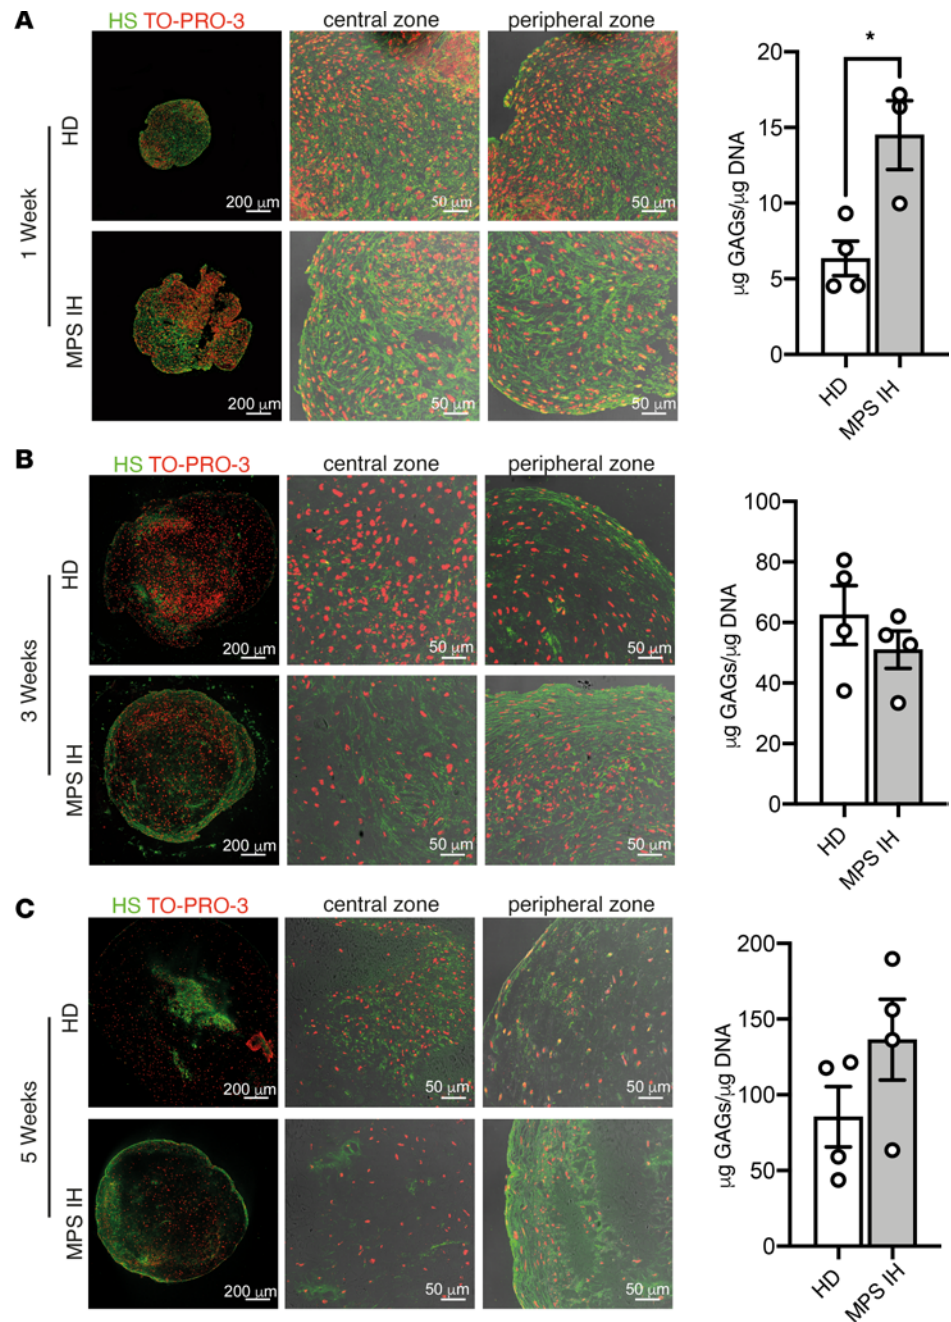 A
HS TO-PRO-3
central zone
peripheral zone
1 Week
HD
200 µm
50 µm
50 µm
MPS IH
200 µm
50 µm
50 µm
µg GAGs/µg DNA
20
15
10
5
0
*
HD
MPS IH
B
HS TO-PRO-3
central zone
peripheral zone
3 Weeks
HD
200 µm
50 µm
50 µm
MPS IH
200 µm
50 µm
50 µm
µg GAGs/µg DNA
100
80
60
40
20
0
HD
MPS IH
C
HS TO-PRO-3
central zone
peripheral zone
5 Weeks
HD
200 µm
50 µm
50 µm
MPS IH
200 µm
50 µm
50 µm
µg GAGs/µg DNA
200
150
100
50
0
HD
MPS IH